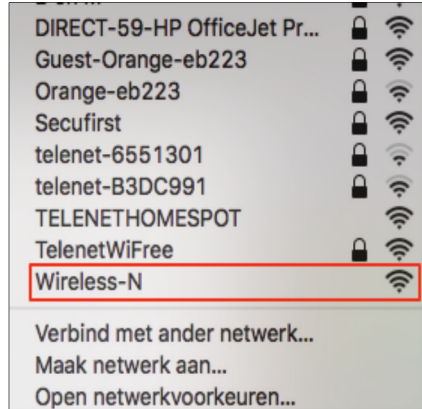 DIRECT-59-HP OfficeJet Pr...
Guest-Orange-eb223
Orange-eb223
Secufirst
telenet-6551301
telenet-B3DC991
TELENETHOMESPOT
TelenetWiFree
Wireless-N
Verbind met ander netwerk...
Maak netwerk aan...
Open netwerkvoorkeuren...